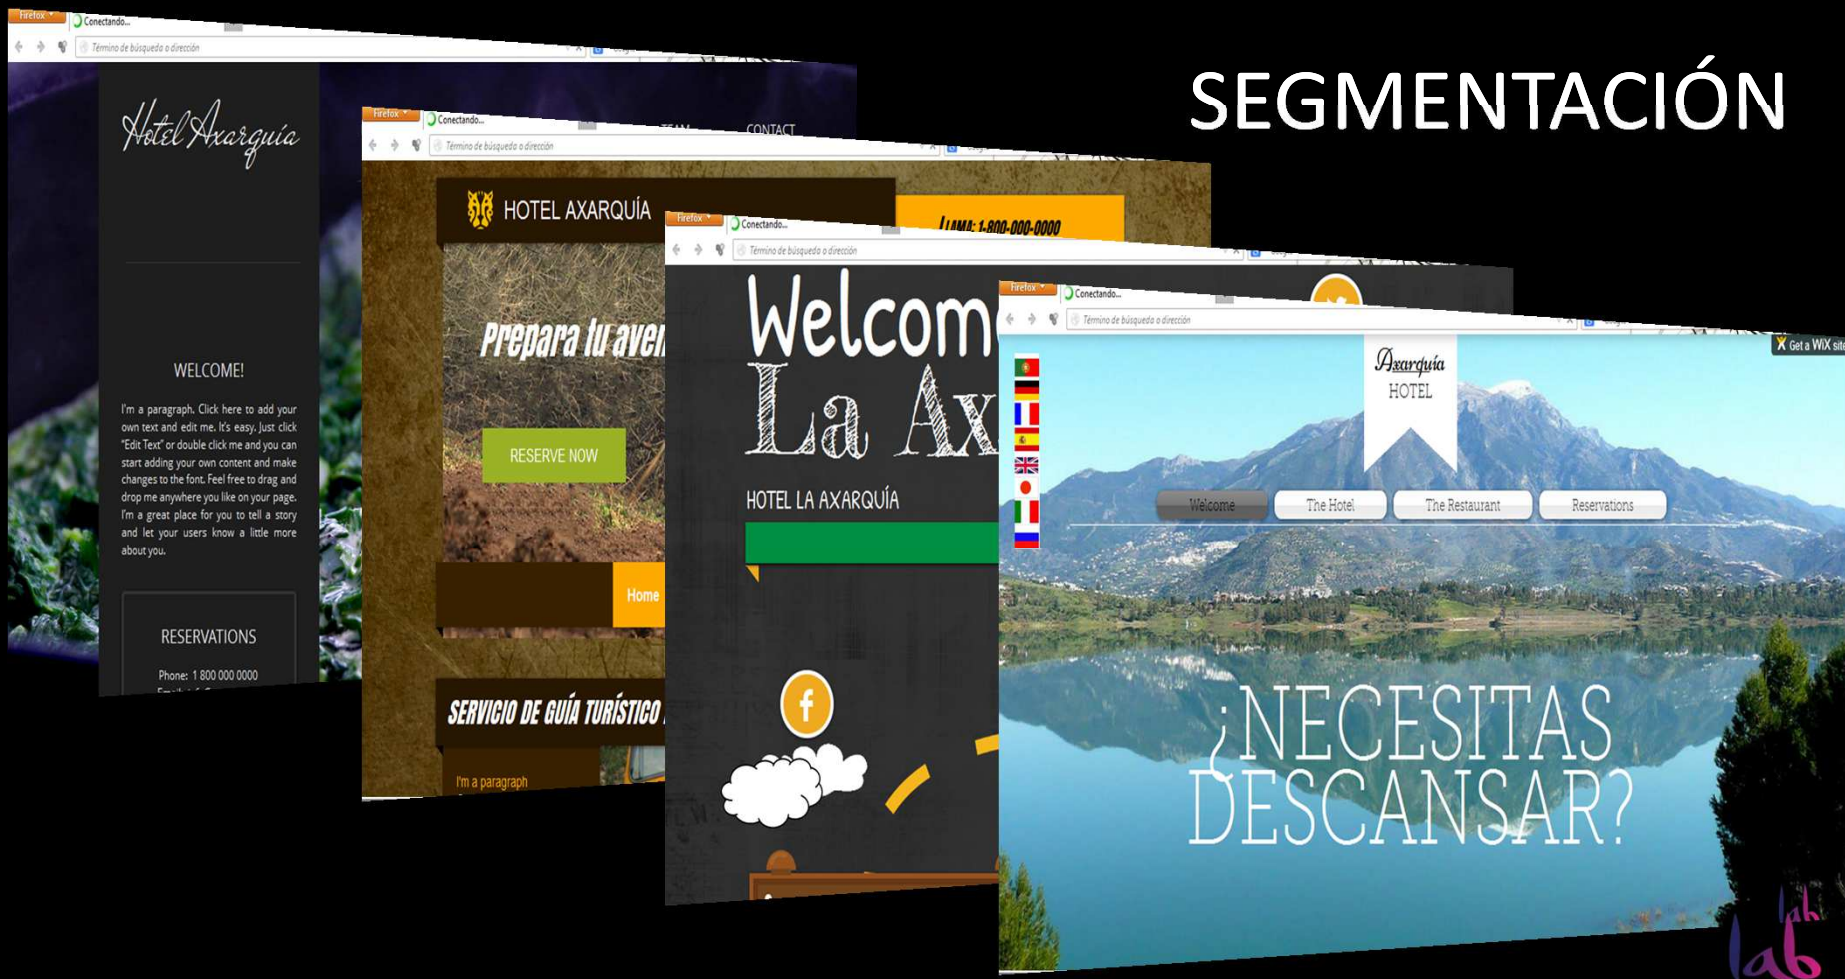 SEGMENTACIÓN
Firefox
Conectando...
Término de búsqueda o dirección
Hotel Axarquía
CONTACT
WELCOME!
I'm a paragraph. Click here to add your
own text and edit me. It's easy. Just click
"Edit Text" or double click me and you can
start adding your own content and make
changes to the font. Feel free to drag and
drop me anywhere you like on your page.
I'm a great place for you to tell a story
and let your users know a little more
about you.
RESERVATIONS
Phone: 1 800 000 0000
Firefox
Conectando...
Término de búsqueda o dirección
HOTEL AXARQUÍA
LLAMA: 1-800-000-0000
Prepara tu aven
RESERVE NOW
Home
SERVICIO DE GUÍA TURÍSTICO
I'm a paragraph
Firefox
Conectando...
Término de búsqueda o dirección
Welcom
La Ax
HOTEL LA AXARQUÍA
f
Firefox
Conectando...
Término de búsqueda o dirección
Get a WiX site
Axarquía
HOTEL
Welcome
The Hotel
The Restaurant
Reservations
¿NECESITAS
DESCANSAR?
lab
lab